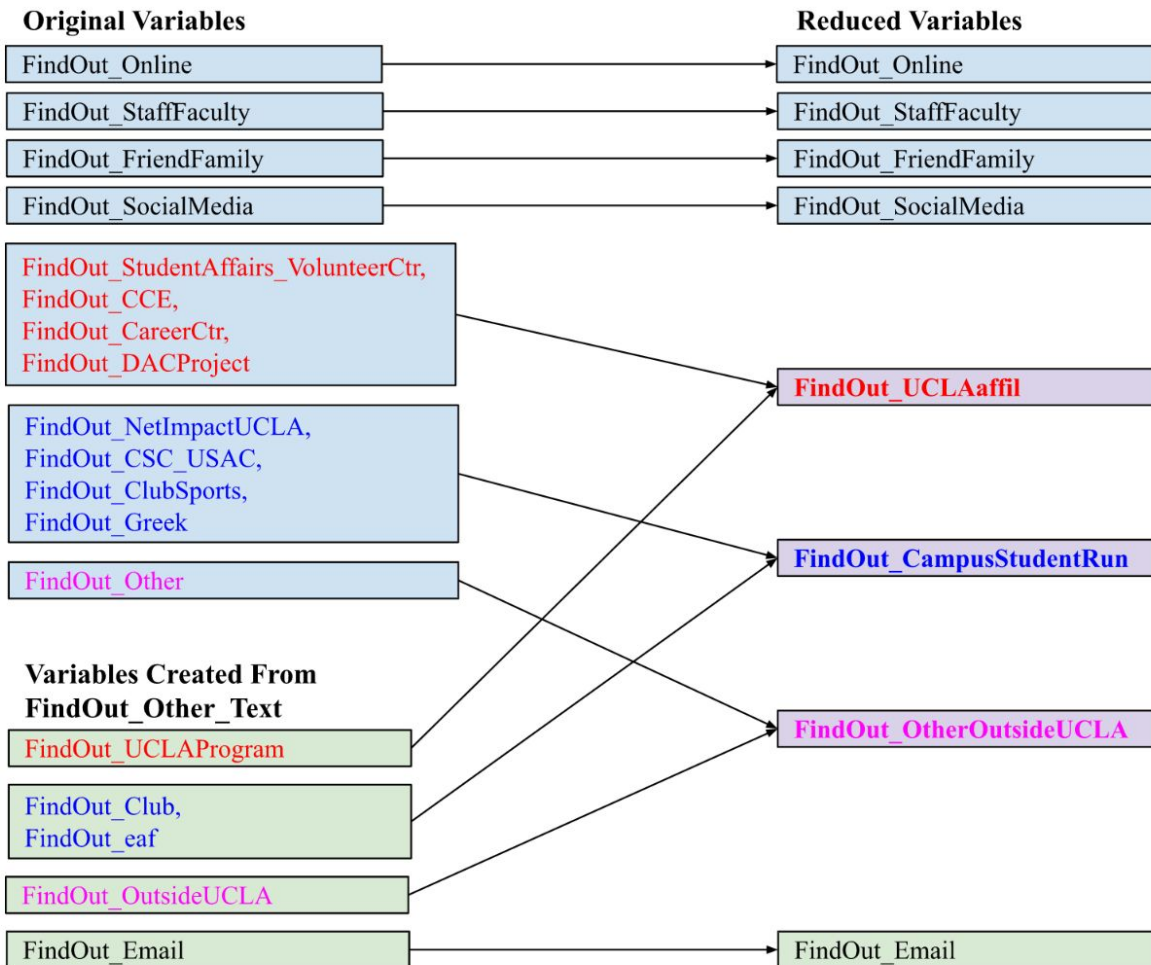 Original Variables
FindOut_Online
FindOut_StaffFaculty
FindOut_FriendFamily
FindOut_SocialMedia
FindOut_StudentAffairs_VolunteerCtr,
FindOut_CCE,
FindOut_CareerCtr,
FindOut_DACProject
FindOut_NetImpactUCLA,
FindOut_CSC_USAC,
FindOut_ClubSports,
FindOut_Greek
FindOut_Other
Variables Created From
FindOut_Other_Text
FindOut_UCLAProgram
FindOut_Club,
FindOut_eaf
FindOut_OutsideUCLA
FindOut_Email
Reduced Variables
FindOut_Online
FindOut_StaffFaculty
FindOut_FriendFamily
FindOut_SocialMedia
FindOut_UCLAaffil
FindOut_CampusStudentRun
FindOut_OtherOutsideUCLA
FindOut_Email